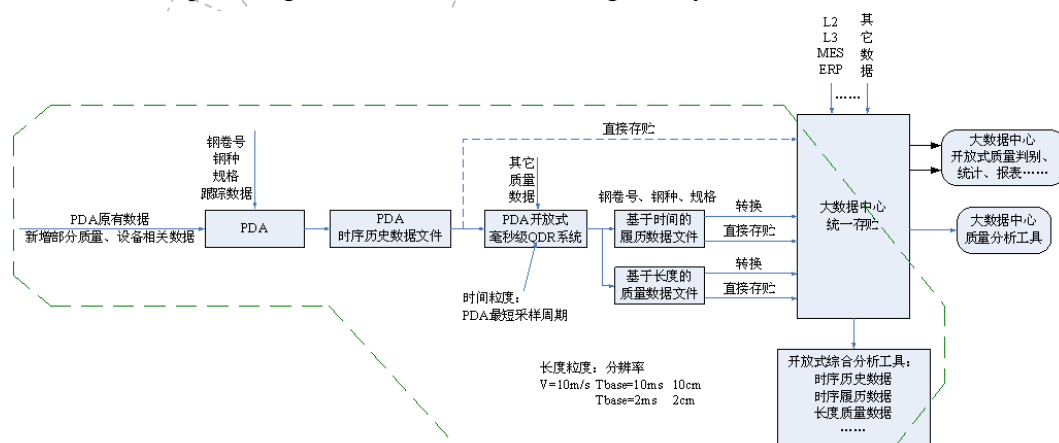 L2
L3
MES
ERP
其它数据
……
钢卷号
钢种
规格
跟踪数据
直接存贮
其它
质量
数据
钢卷号、钢种、规格
大数据中心
开放式质量判别、
统计、报表……
PDA原有数据
新增部分质量、设备相关数据
PDA
PDA
时序历史数据文件
PDA开放式
毫秒级QDR系统
基于时间的
履历数据文件
转换
直接存贮
大数据中心
统一存贮
大数据中心
质量分析工具
基于长度的
质量数据文件
转换
直接存贮
时间粒度：
PDA最短采样周期
长度粒度：分辨率
V=10m/s Tbase=10ms 10cm
Tbase=2ms 2cm
开放式综合分析工具：
时序历史数据
时序履历数据
长度质量数据
……